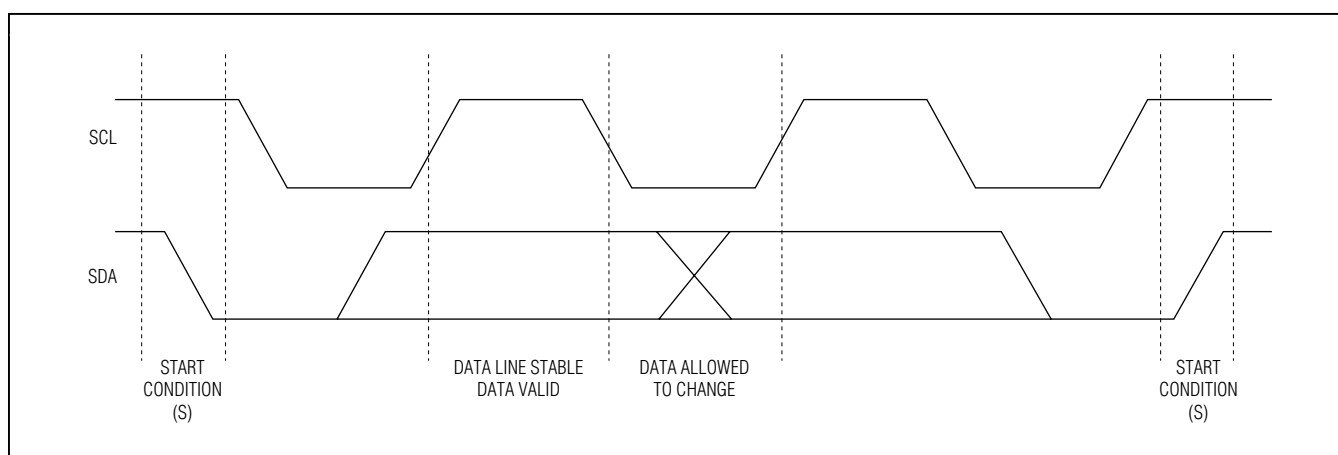 SCL
SDA
START
CONDITION
(S)
DATA LINE STABLE
DATA VALID
DATA ALLOWED
TO CHANGE
START
CONDITION
(S)